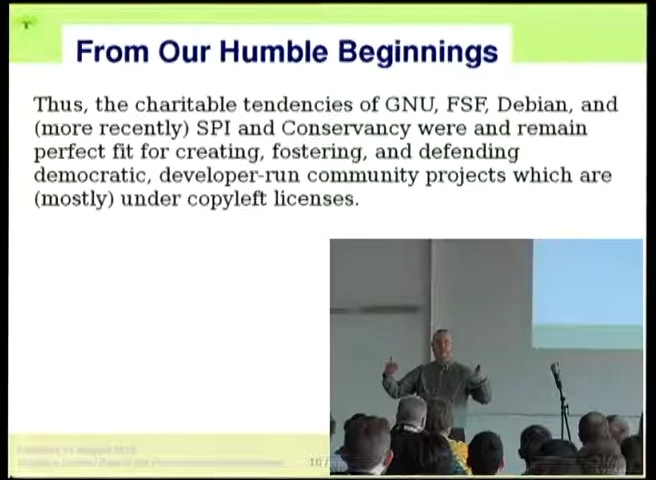 From Our Humble Beginnings
Thus, the charitable tendencies of GNU, FSF, Debian, and
(more recently) SPI and Conservancy were and remain
perfect fit for creating, fostering, and defending
democratic, developer-run community projects which are
(mostly) under copyleft licenses.